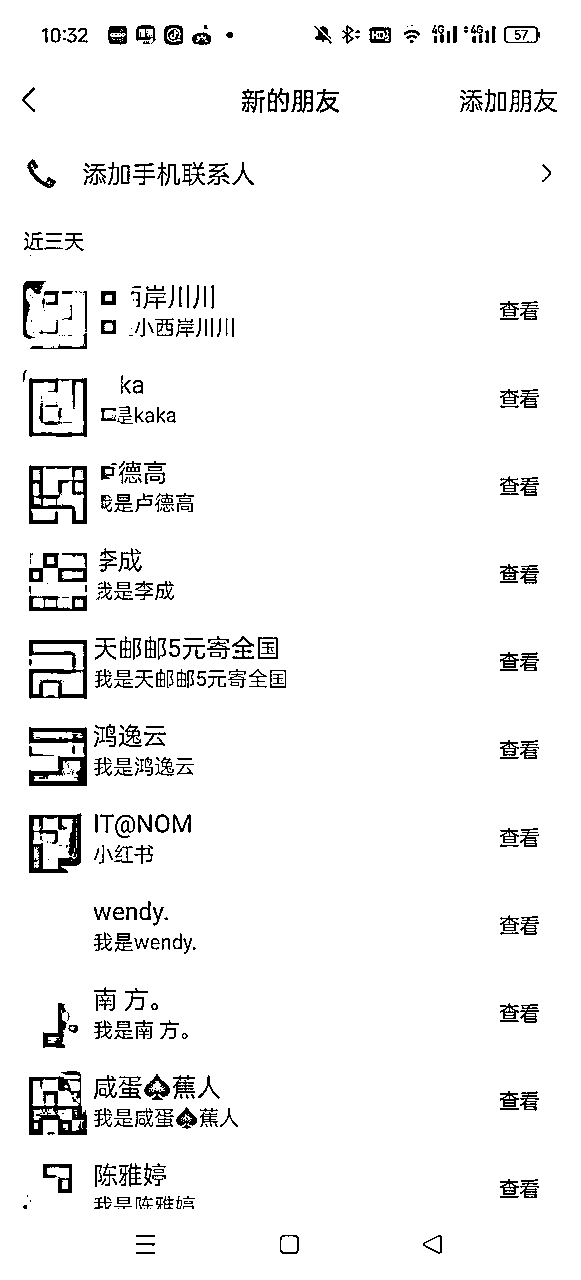 10:32
57
新的朋友
添加朋友
添加手机联系人
近三天
岸川川
小西岸川川
查看
ka
是kaka
查看
德高
我是卢德高
查看
李成
我是李成
查看
天邮邮5元寄全国
我是天邮邮5元寄全国
查看
鸿逸云
我是鸿逸云
查看
IT@NOM
小红书
查看
wendy.
我是wendy.
查看
南 方。
我是南 方。
查看
咸蛋♠蕉人
我是咸蛋♠蕉人
查看
陈雅婷
我是陈雅婷
查看